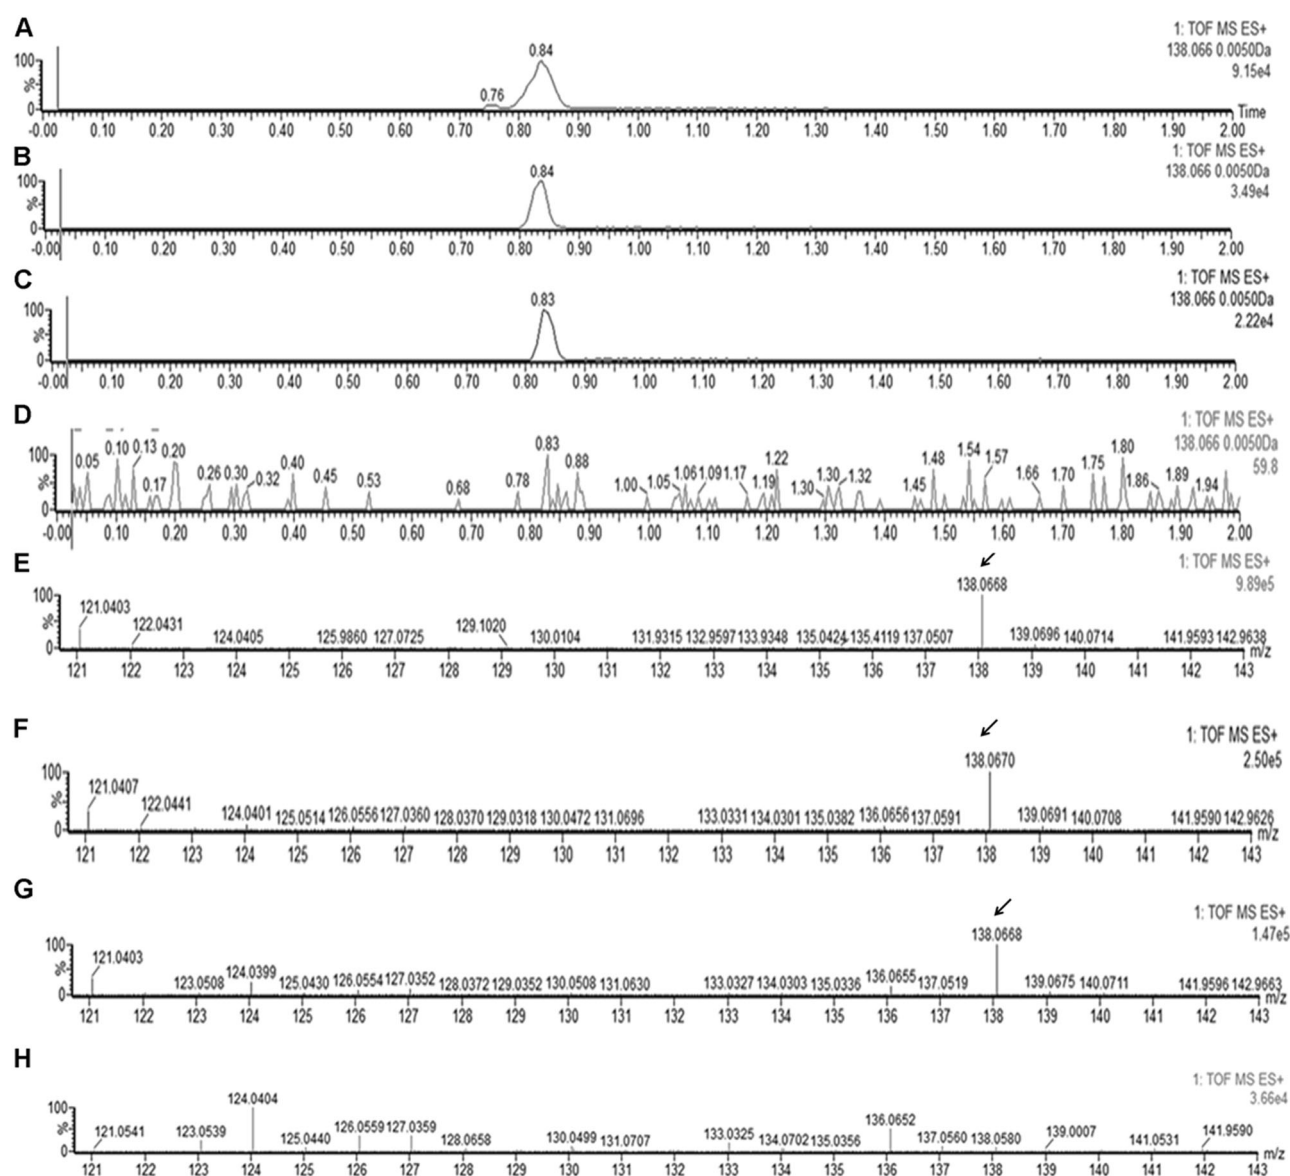 A
1: TOF MS ES+
138.066 0.0050Da
9.15e4
0.84
0.76
100
%
0
Time
-0.00 0.10 0.20 0.30 0.40 0.50 0.60 0.70 0.80 0.90 1.00 1.10 1.20 1.30 1.40 1.50 1.60 1.70 1.80 1.90 2.00
B
1: TOF MS ES+
138.066 0.0050Da
3.49e4
0.84
100
%
0
-0.00 0.10 0.20 0.30 0.40 0.50 0.60 0.70 0.80 0.90 1.00 1.10 1.20 1.30 1.40 1.50 1.60 1.70 1.80 1.90 2.00
C
1: TOF MS ES+
138.066 0.0050Da
2.22e4
0.83
100
%
0
-0.00 0.10 0.20 0.30 0.40 0.50 0.60 0.70 0.80 0.90 1.00 1.10 1.20 1.30 1.40 1.50 1.60 1.70 1.80 1.90 2.00
D
1: TOF MS ES+
138.066 0.0050Da
59.8
100
%
0
0.05 0.10 0.13 0.17 0.20 0.26 0.30 0.32 0.40 0.45 0.53 0.68 0.78 0.83 0.88 1.00 1.05 1.06 1.09 1.17 1.19 1.22 1.30 1.30 1.32 1.45 1.48 1.54 1.57 1.66 1.70 1.75 1.80 1.86 1.89 1.94
-0.00 0.10 0.20 0.30 0.40 0.50 0.60 0.70 0.80 0.90 1.00 1.10 1.20 1.30 1.40 1.50 1.60 1.70 1.80 1.90 2.00
E
1: TOF MS ES+
9.89e5
100
%
0
121.0403 122.0431 124.0405 125.9860 127.0725 129.1020 130.0104 131.9315 132.9597 133.9348 135.0424 135.4119 137.0507 138.0668 139.0696 140.0714 141.9593 142.9638
m/z
121 122 123 124 125 126 127 128 129 130 131 132 133 134 135 136 137 138 139 140 141 142 143
F
1: TOF MS ES+
2.50e5
100
%
0
121.0407 122.0441 124.0401 125.0514 126.0556 127.0360 128.0370 129.0318 130.0472 131.0696 133.0331 134.0301 135.0382 136.0656 137.0591 138.0670 139.0691 140.0708 141.9590 142.9626
m/z
121 122 123 124 125 126 127 128 129 130 131 132 133 134 135 136 137 138 139 140 141 142 143
G
1: TOF MS ES+
1.47e5
100
%
0
121.0403 123.0508 124.0399 125.0430 126.0554 127.0352 128.0372 129.0352 130.0508 131.0630 133.0327 134.0303 135.0336 136.0655 137.0519 138.0668 139.0675 140.0711 141.9596 142.9663
m/z
121 122 123 124 125 126 127 128 129 130 131 132 133 134 135 136 137 138 139 140 141 142 143
H
1: TOF MS ES+
3.66e4
100
%
0
121.0541 123.0539 124.0404 125.0440 126.0559 127.0359 128.0658 130.0499 131.0707 133.0325 134.0702 135.0356 136.0652 137.0560 138.0580 139.0007 141.0531 141.9590
m/z
121 122 123 124 125 126 127 128 129 130 131 132 133 134 135 136 137 138 139 140 141 142 143